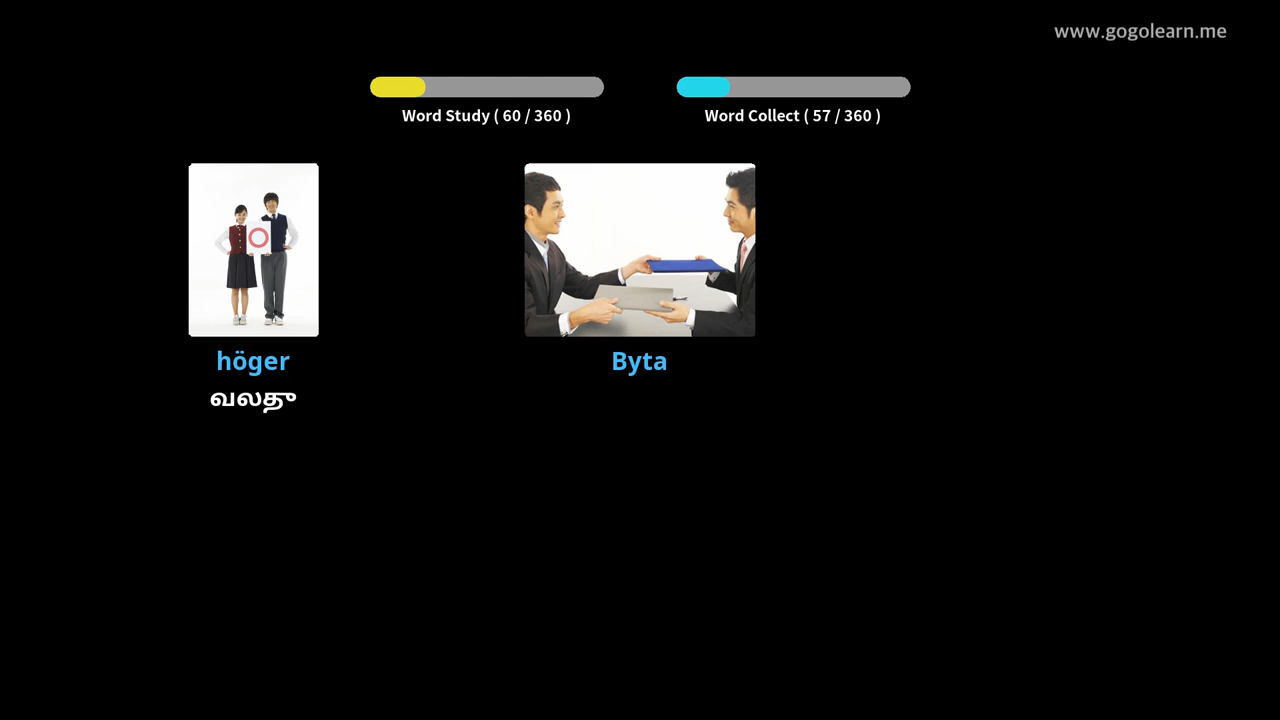 www.gogolearn.me
Word Study ( 60 / 360 )
Word Collect ( 57 / 360 )
höger
வலது
Byta